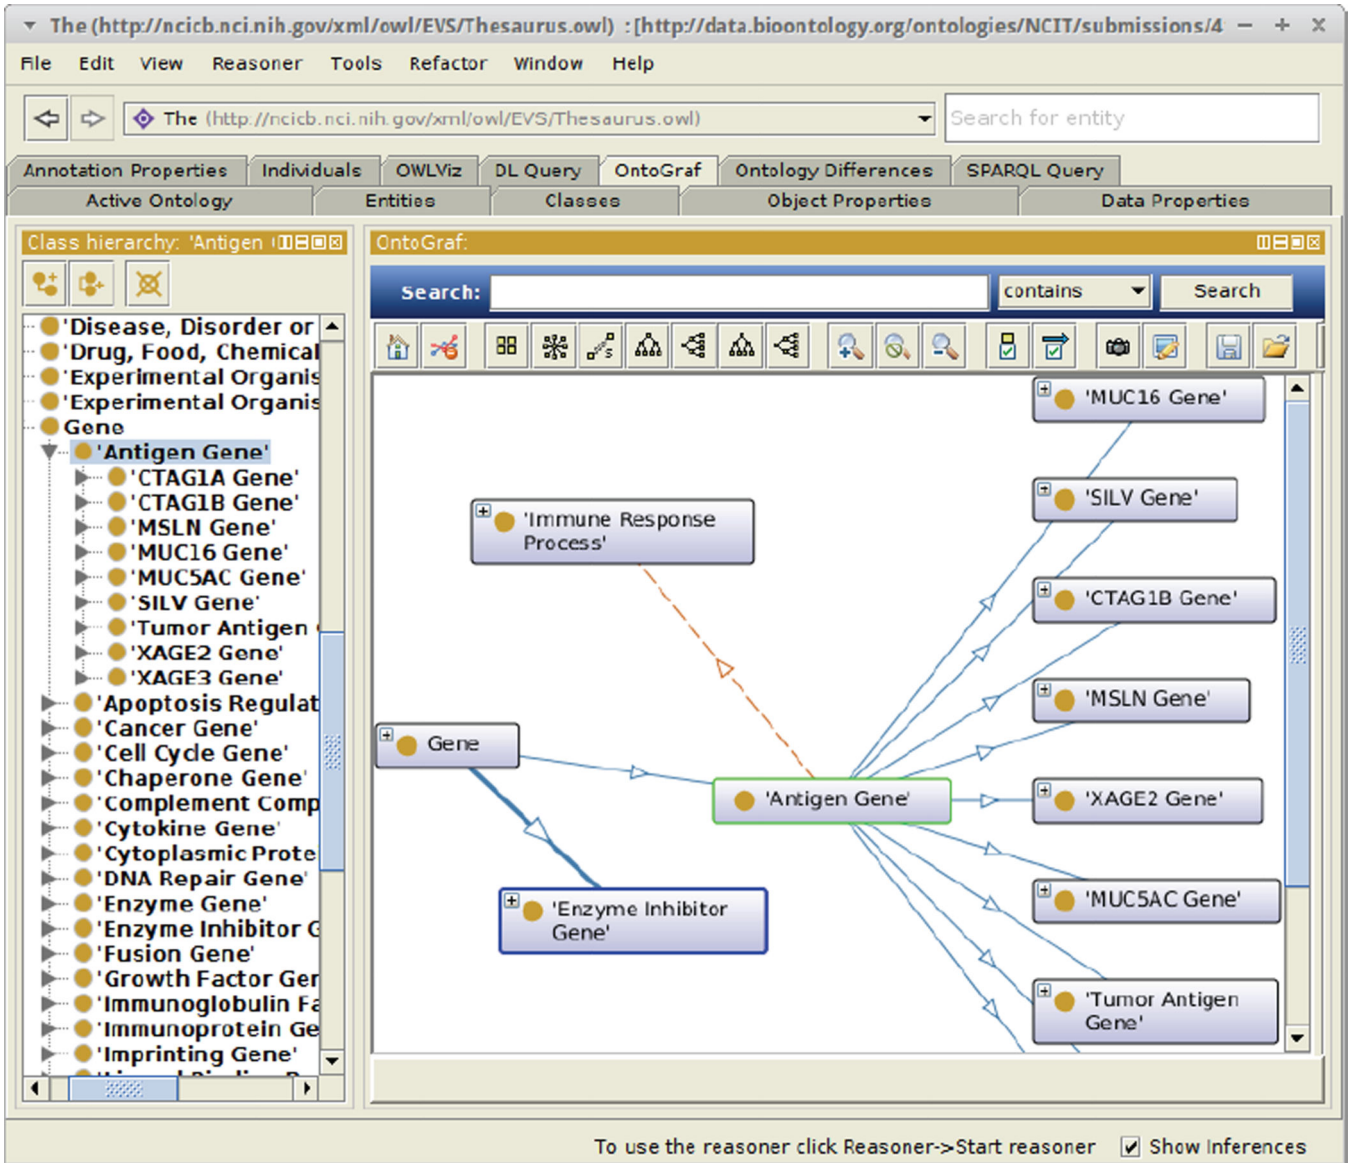 The (http://ncicb.nci.nih.gov/xml/owl/EVS/Thesaurus.owl) : [http://data.bioontology.org/ontologies/NCIT/submissions/4
File Edit View Reasoner Tools Refactor Window Help
The (http://ncicb.nci.nih.gov/xml/owl/EVS/Thesaurus.owl)
Search for entity
Annotation Properties Individuals OWLViz DL Query OntoGraf Ontology Differences SPARQL Query
Active Ontology Entities Classes Object Properties Data Properties
Class hierarchy: 'Antigen
'Disease, Disorder or
'Drug, Food, Chemical
'Experimental Organis
'Experimental Organis
Gene
'Antigen Gene'
'CTAG1A Gene'
'CTAG1B Gene'
'MSLN Gene'
'MUC16 Gene'
'MUC5AC Gene'
'SILV Gene'
'Tumor Antigen
'XAGE2 Gene'
'XAGE3 Gene'
'Apoptosis Regulat
'Cancer Gene'
'Cell Cycle Gene'
'Chaperone Gene'
'Complement Comp
'Cytokine Gene'
'Cytoplasmic Prote
'DNA Repair Gene'
'Enzyme Gene'
'Enzyme Inhibitor G
'Fusion Gene'
'Growth Factor Ger
'Immunoglobulin Fa
'Immunoprotein Ge
'Imprinting Gene'
OntoGraf:
Search: contains Search
'MUC16 Gene'
'SILV Gene'
'Immune Response
Process'
'CTAG1B Gene'
'MSLN Gene'
Gene
'Antigen Gene'
'XAGE2 Gene'
'MUC5AC Gene'
'Enzyme Inhibitor
Gene'
'Tumor Antigen
Gene'
To use the reasoner click Reasoner->Start reasoner Show Inferences